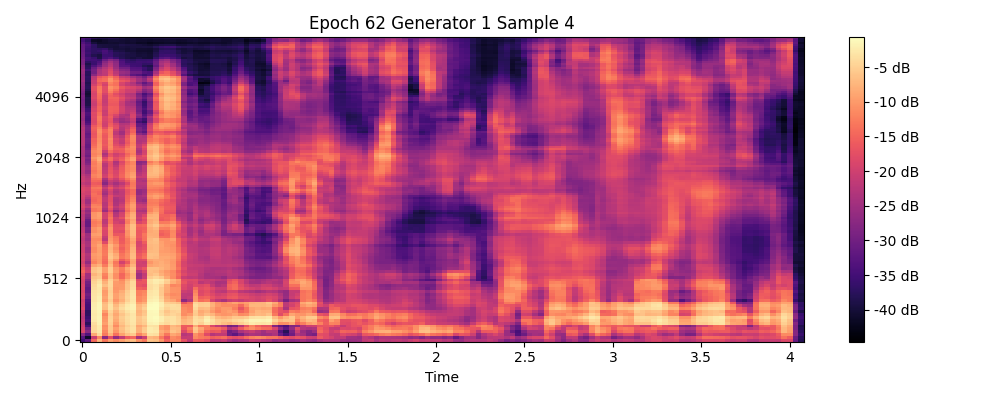 Epoch 62 Generator 1 Sample 4
Hz
4096
2048
1024
512
0
0 0.5 1 1.5 2 2.5 3 3.5 4
Time
-5 dB
-10 dB
-15 dB
-20 dB
-25 dB
-30 dB
-35 dB
-40 dB